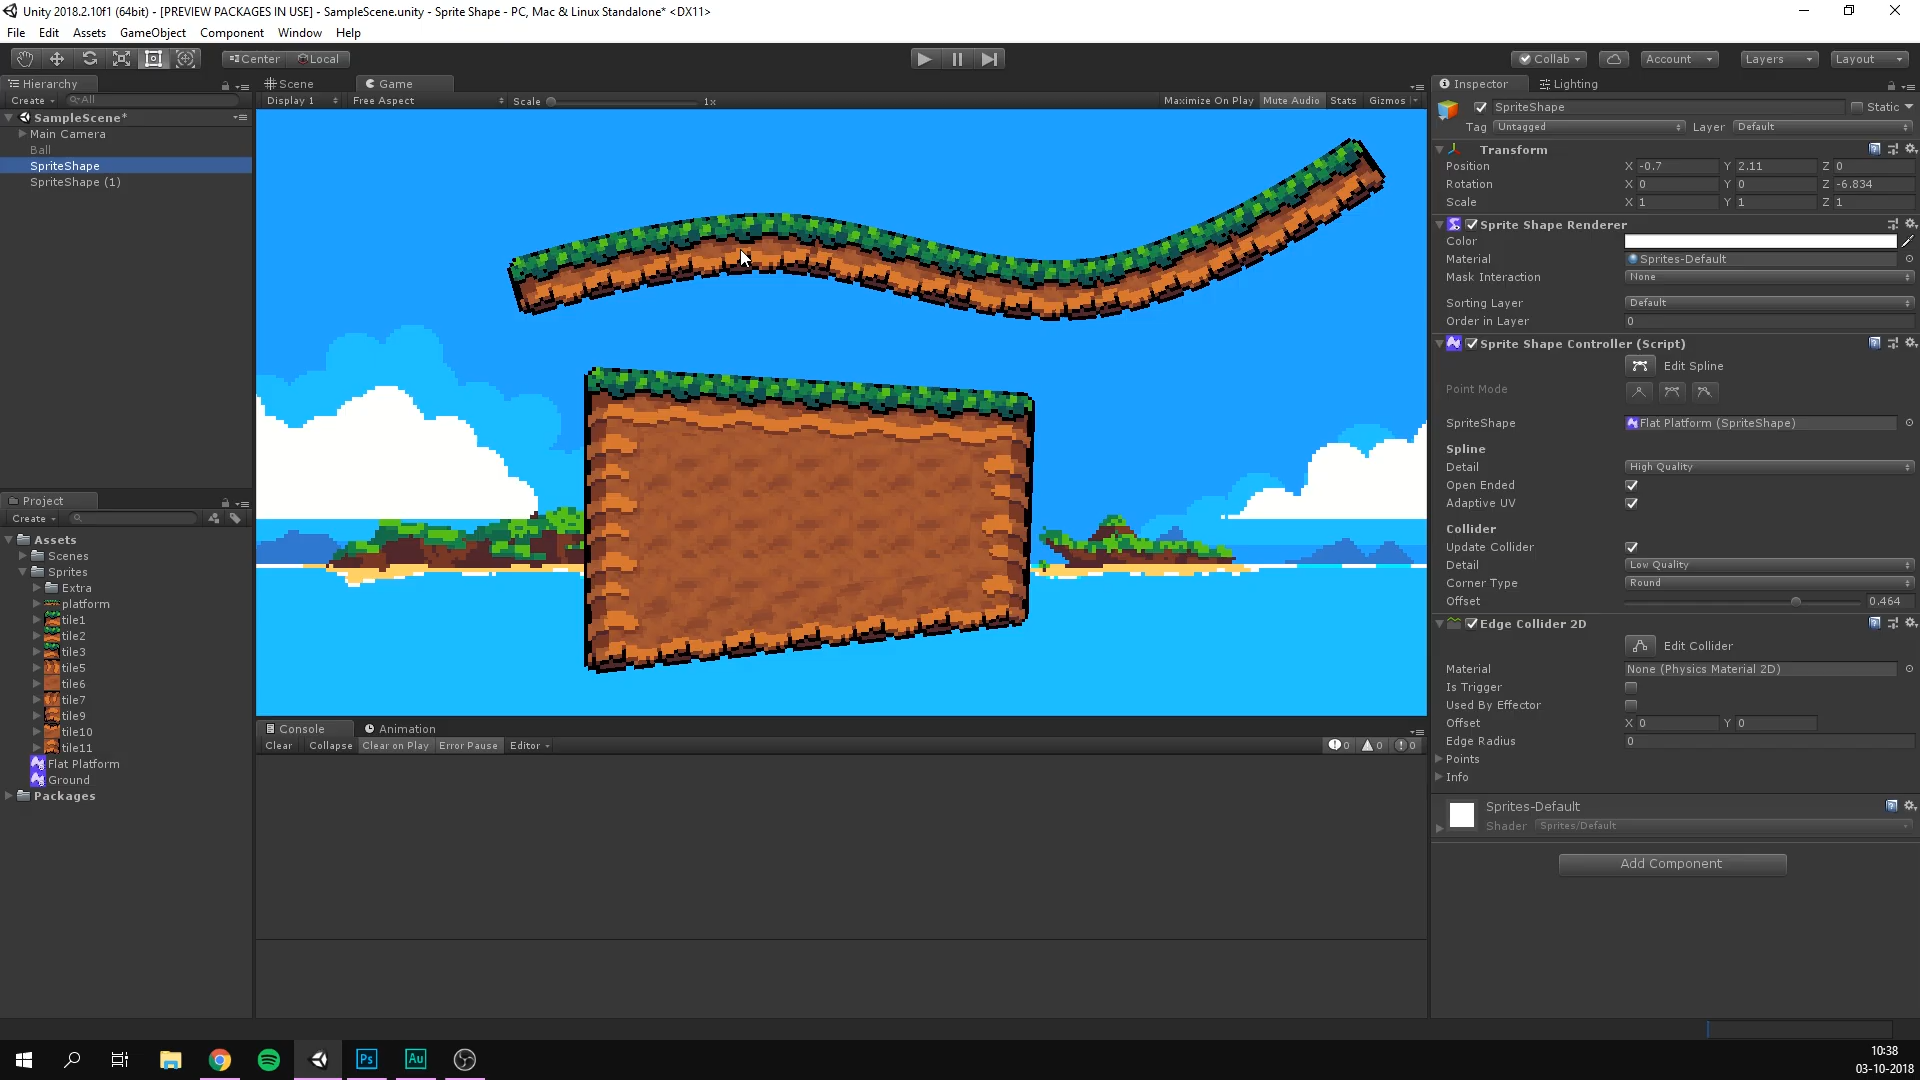 Unity 2018.2.10f1 (64bit) - [PREVIEW PACKAGES IN USE] - SampleScene.unity - Sprite Shape - PC, Mac & Linux Standalone* <DX11>
File Edit Assets GameObject Component Window Help
Center Local Collab Account Layers Layout
Hierarchy
Create All
SampleScene*
Main Camera
Ball
SpriteShape
SpriteShape (1)
Project
Create
Assets
Scenes
Sprites
Extra
platform
tile1
tile2
tile3
tile5
tile6
tile7
tile9
tile10
tile11
Flat Platform
Ground
Packages
Scene Game
Display 1 Free Aspect Scale 1x Maximize On Play Mute Audio Stats Gizmos
Console Animation
Clear Collapse Clear on Play Error Pause Editor 0 0 0
Inspector Lighting
SpriteShape Static
Tag Untagged Layer Default
Transform
Position X -0.7 Y 2.11 Z 0
Rotation X 0 Y 0 Z -6.834
Scale X 1 Y 1 Z 1
Sprite Shape Renderer
Color
Material Sprites-Default
Mask Interaction None
Sorting Layer Default
Order in Layer 0
Sprite Shape Controller (Script)
Edit Spline
Point Mode
SpriteShape Flat Platform (SpriteShape)
Spline
Detail High Quality
Open Ended
Adaptive UV
Collider
Update Collider
Detail Low Quality
Corner Type Round
Offset 0.464
Edge Collider 2D
Edit Collider
Material None (Physics Material 2D)
Is Trigger
Used By Effector
Offset X 0 Y 0
Edge Radius 0
Points
Info
Sprites-Default
Shader Sprites/Default
Add Component
Ps Au
10:38
03-10-2018